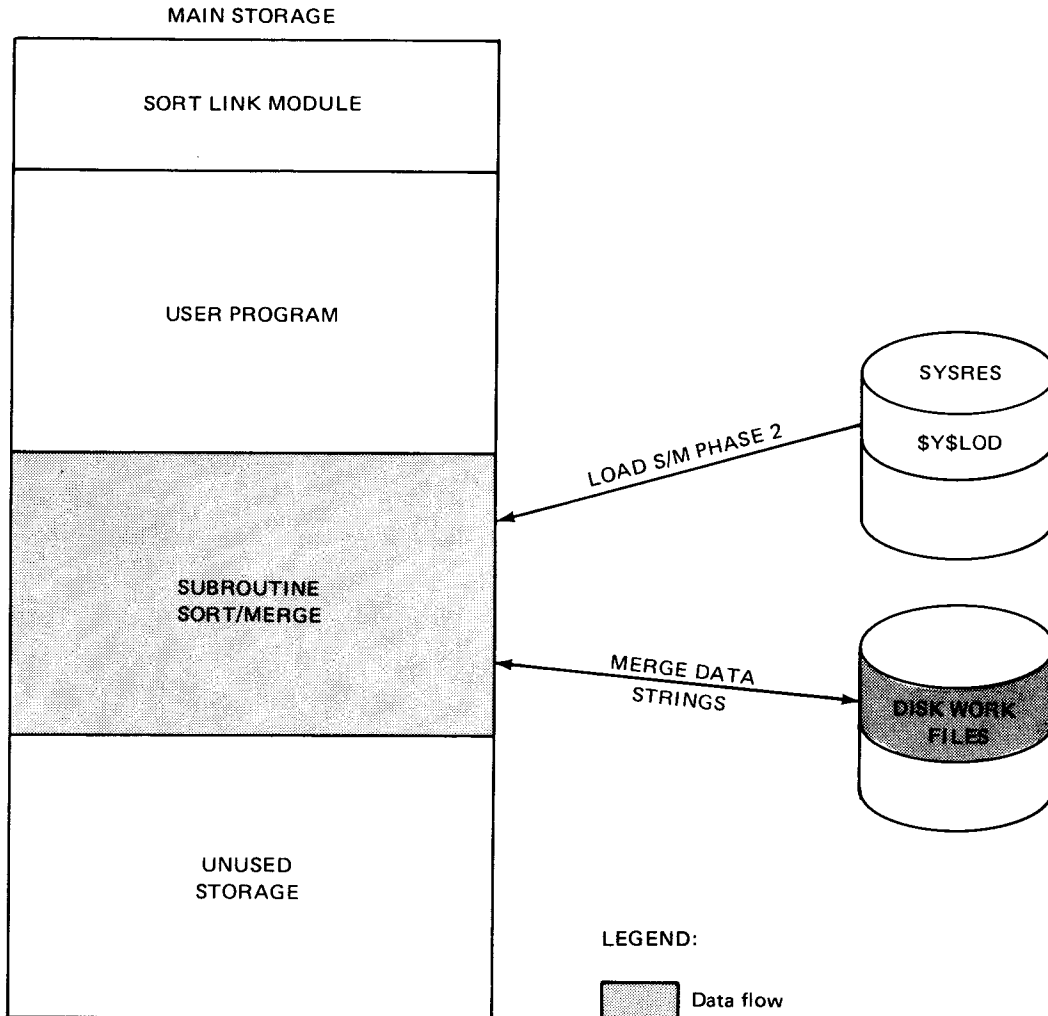 MAIN STORAGE
SORT LINK MODULE
USER PROGRAM
SYSRES
$Y$LOD
LOAD S/M PHASE 2
SUBROUTINE
SORT/MERGE
MERGE DATA
STRINGS
DISK WORK
FILES
UNUSED
STORAGE
LEGEND:
Data flow